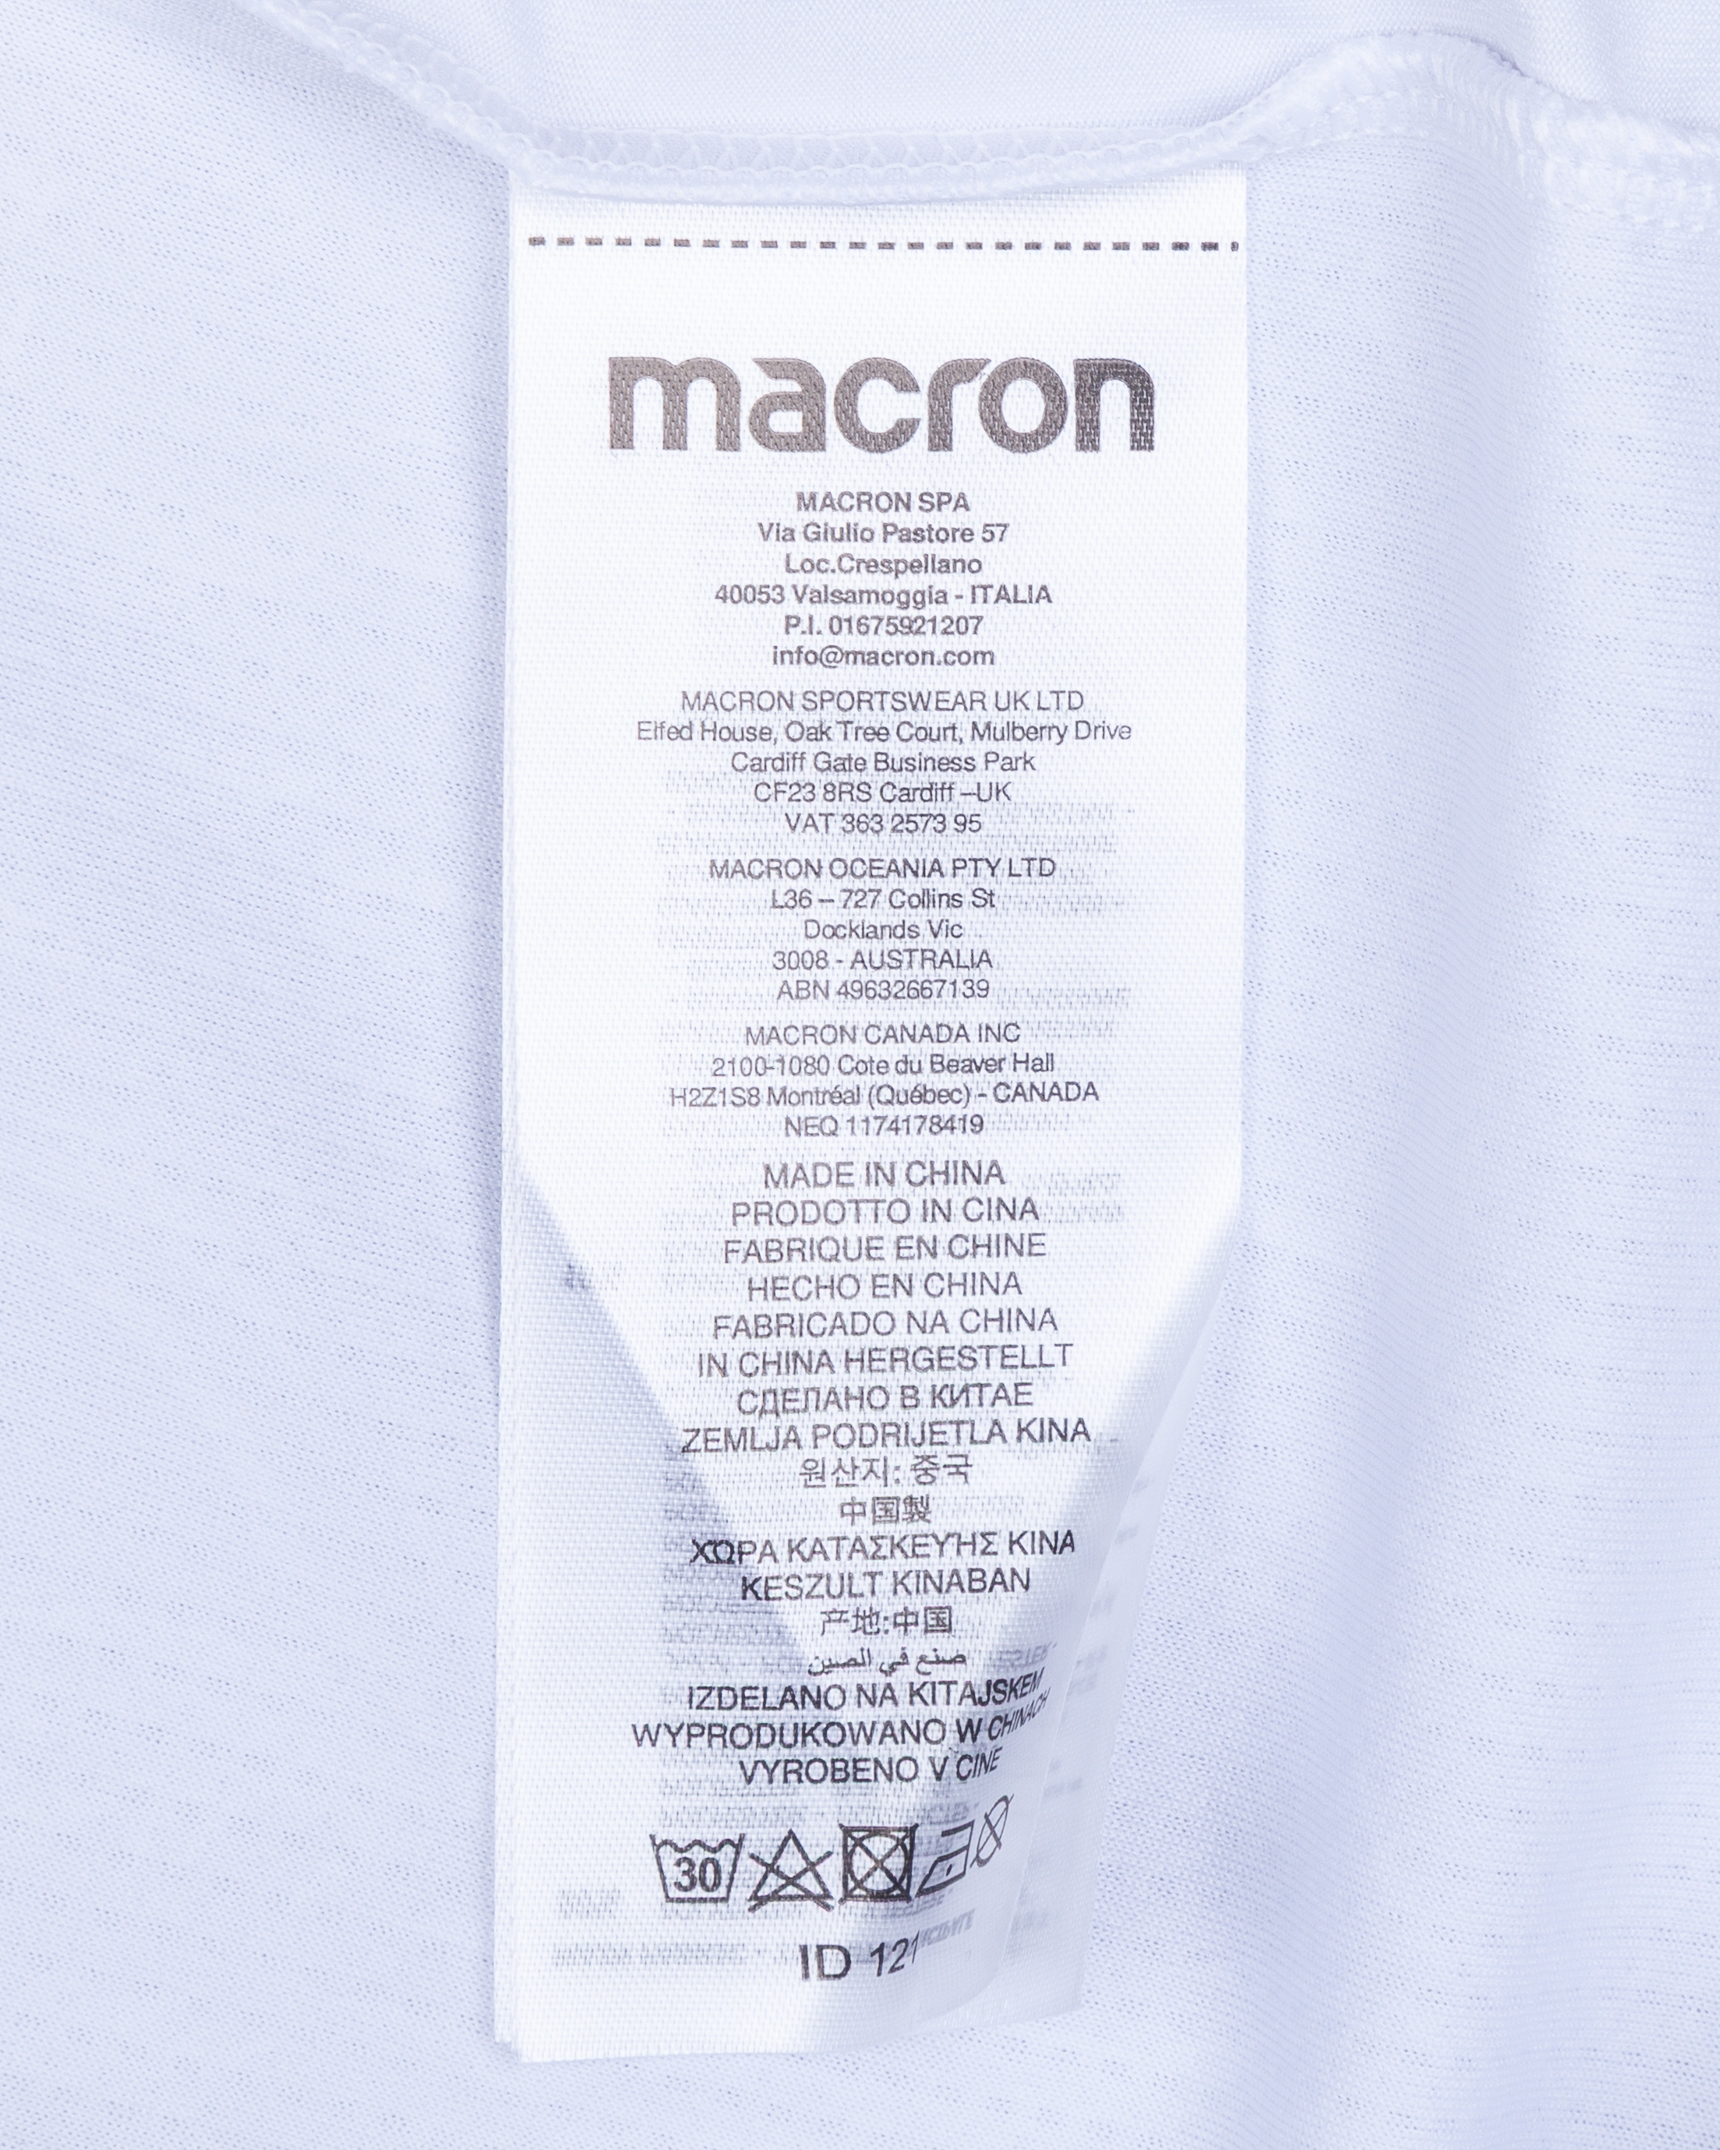 macron
MACRON SPA
Via Giulio Pastore 57
Loc.Crespellano
40053 Valsamoggia - ITALIA
P.I. 01675921207
info@macron.com
MACRON SPORTSWEAR UK LTD
Elfed House, Oak Tree Court, Mulberry Drive
Cardiff Gate Business Park
CF23 8RS Cardiff –UK
VAT 363 2573 95
MACRON OCEANIA PTY LTD
L36 – 727 Collins St
Docklands Vic
3008 - AUSTRALIA
ABN 49632667139
MACRON CANADA INC
2100-1080 Cote du Beaver Hall
H2Z1S8 Montréal (Québec) - CANADA
NEQ 1174178419
MADE IN CHINA
PRODOTTO IN CINA
FABRIQUE EN CHINE
HECHO EN CHINA
FABRICADO NA CHINA
IN CHINA HERGESTELLT
СДЕЛАНО В КИТАЕ
ZEMLJA PODRIJETLA KINA
원산지: 중국
中国製
ΧΩΡΑ ΚΑΤΑΣΚΕΥΉΣ ΚΙΝΑ
KESZULT KINABAN
产地:中国
صنع في الصين
IZDELANO NA KITAJSKEM
WYPRODUKOWANO W CHINACH
VYROBENO V CINE
30
ID 121